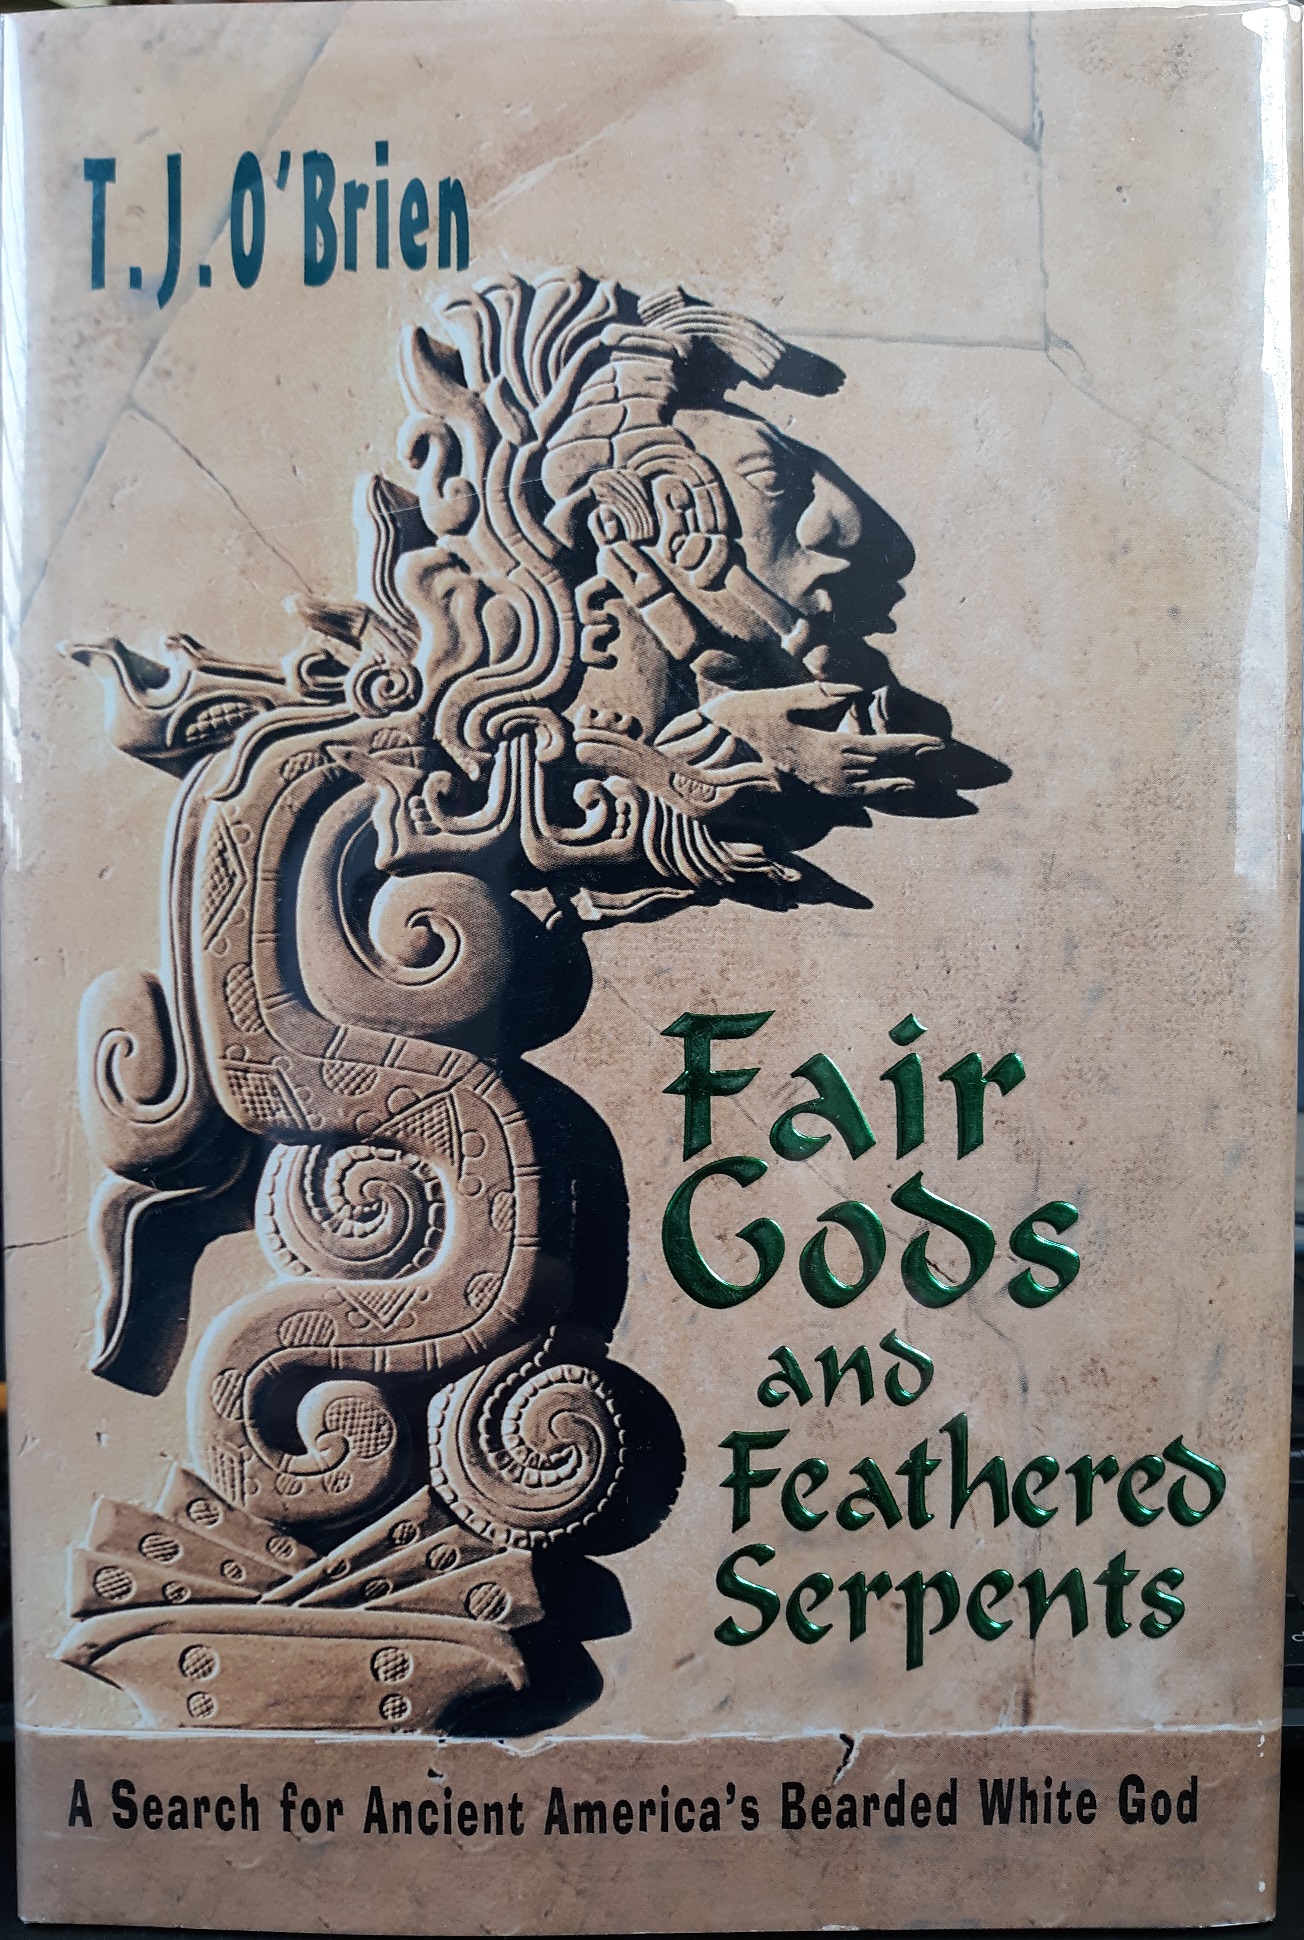 T.J.O'Brien
Fair
Gods
and
Feathered
Serpents
A Search for Ancient America's Bearded White God